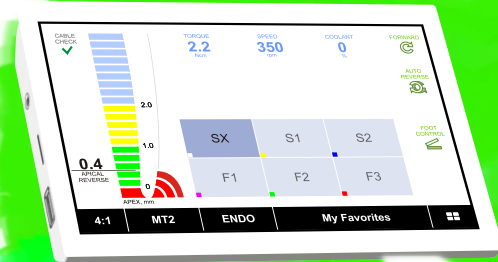 CABLE
CHECK
TORQUE
2.2
Ncm
SPEED
350
rpm
COOLANT
0
%
FORWARD
AUTO
REVERSE
FOOT
CONTROL
2.0
1.0
0
0.4
APICAL
REVERSE
APEX, mm
SX
S1
S2
F1
F2
F3
4:1
MT2
ENDO
My Favorites